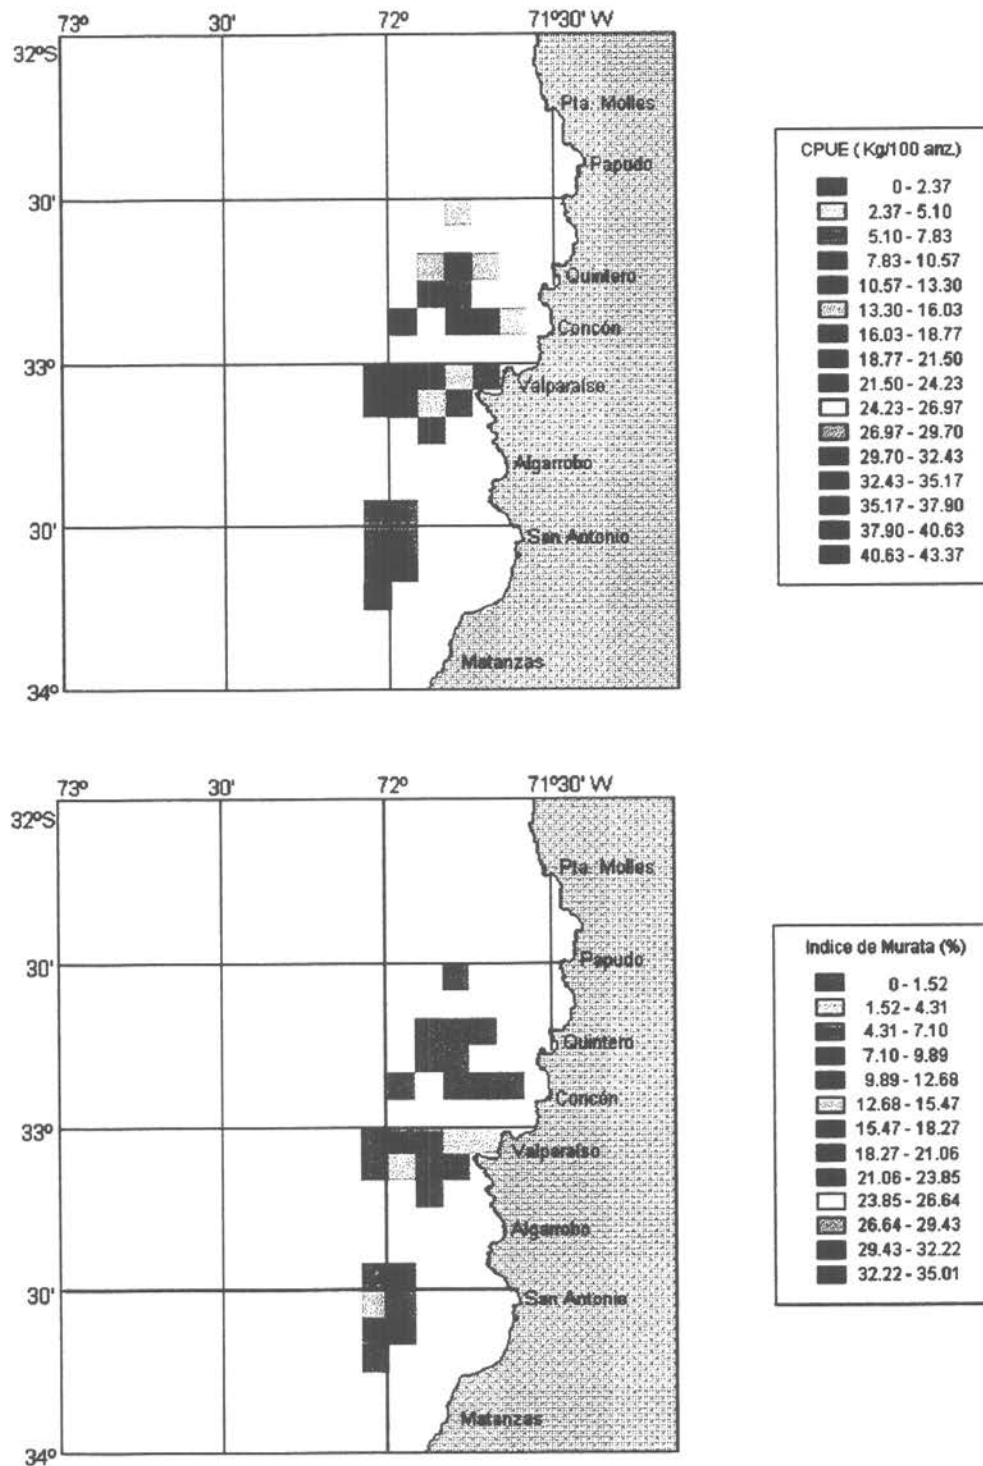 73º 30' 72º 71º30' W
32ºS
Pta. Molles
Papudo
30'
Quintero
Concón
33º
Valparaíso
Algarrobo
30'
San Antonio
Matanzas
34º
CPUE ( Kg/100 anz.)
0 - 2.37
2.37 - 5.10
5.10 - 7.83
7.83 - 10.57
10.57 - 13.30
13.30 - 16.03
16.03 - 18.77
18.77 - 21.50
21.50 - 24.23
24.23 - 26.97
26.97 - 29.70
29.70 - 32.43
32.43 - 35.17
35.17 - 37.90
37.90 - 40.63
40.63 - 43.37
73º 30' 72º 71º30' W
32ºS
Pta. Molles
30'
Papudo
Quintero
Concón
33º
Valparaíso
Algarrobo
30'
San Antonio
Matanzas
34º
Indice de Murata (%)
0 - 1.52
1.52 - 4.31
4.31 - 7.10
7.10 - 9.89
9.89 - 12.68
12.68 - 15.47
15.47 - 18.27
18.27 - 21.06
21.06 - 23.85
23.85 - 26.64
26.64 - 29.43
29.43 - 32.22
32.22 - 35.01